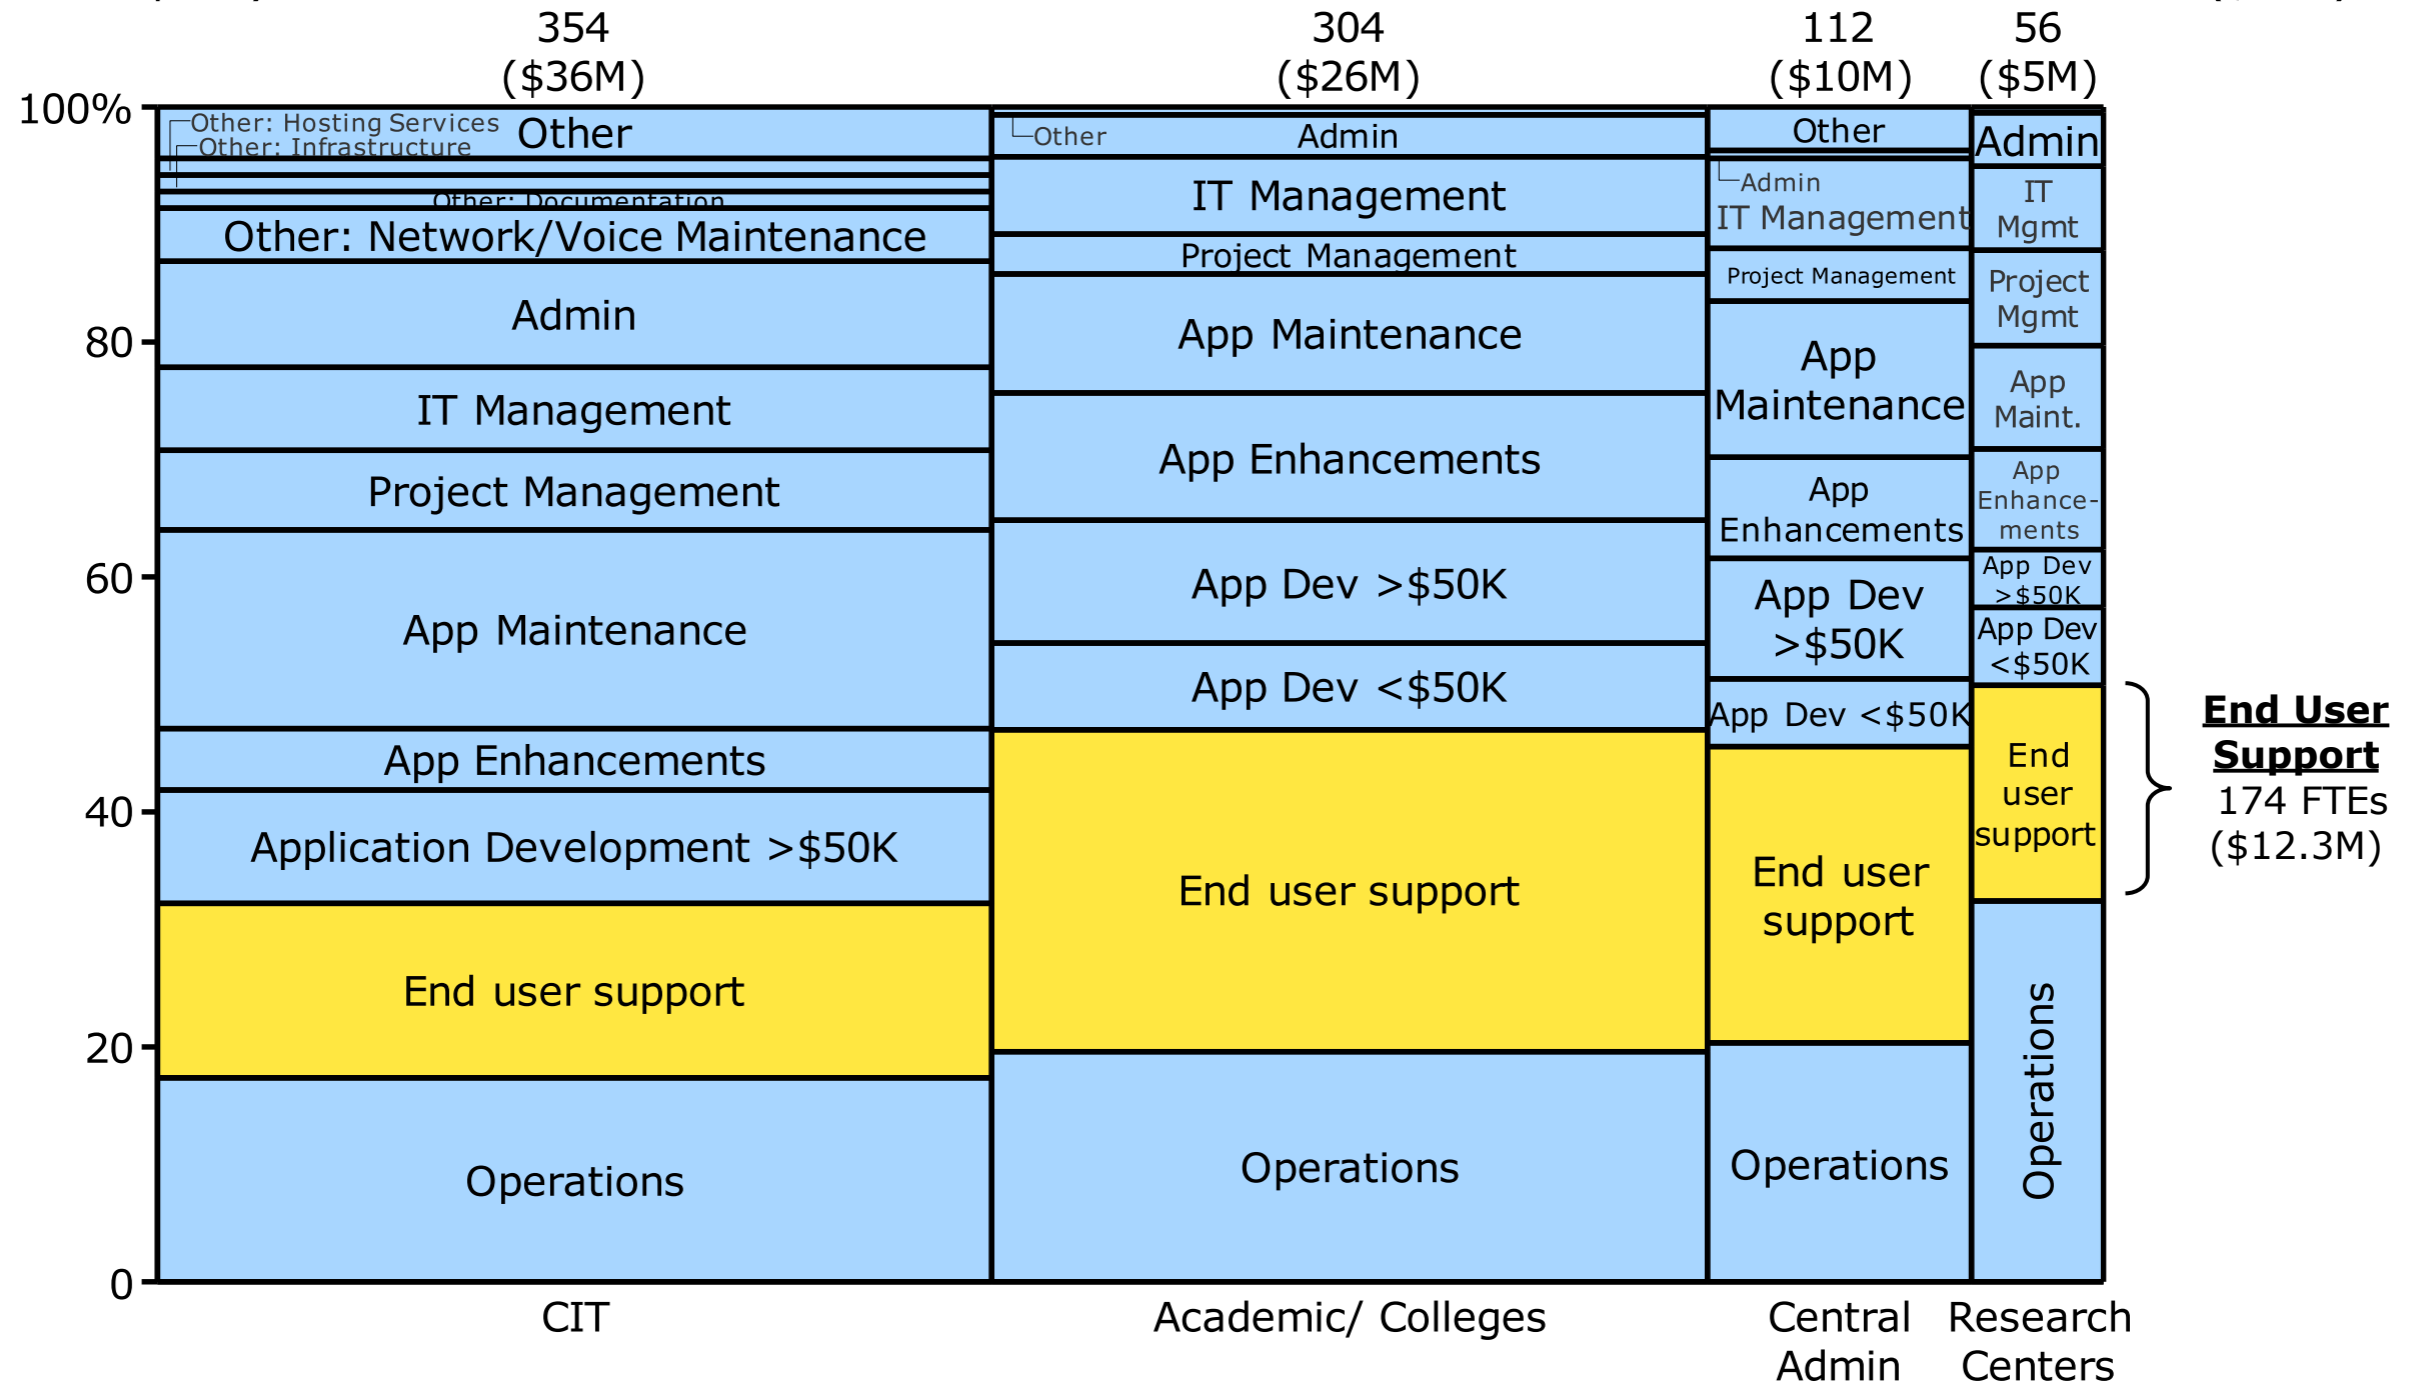 354
($36M)
304
($26M)
112
($10M)
56
($5M)
100%
80
60
40
20
0
Other: Hosting Services
Other: Infrastructure
Other
Other: Documentation
Other: Network/Voice Maintenance
Admin
IT Management
Project Management
App Maintenance
App Enhancements
Application Development >$50K
End user support
Operations
CIT
Other
Admin
IT Management
Project Management
App Maintenance
App Enhancements
App Dev >$50K
App Dev <$50K
End user support
Operations
Academic/ Colleges
Other
Admin
IT Management
Project Management
App
Maintenance
App
Enhancements
App Dev
>$50K
App Dev <$50K
End user
support
Operations
Central
Admin
Admin
IT
Mgmt
Project
Mgmt
App
Maint.
App
Enhance-
ments
App Dev
>$50K
App Dev
<$50K
End
user
support
Operations
Research
Centers
End User
Support
174 FTEs
($12.3M)